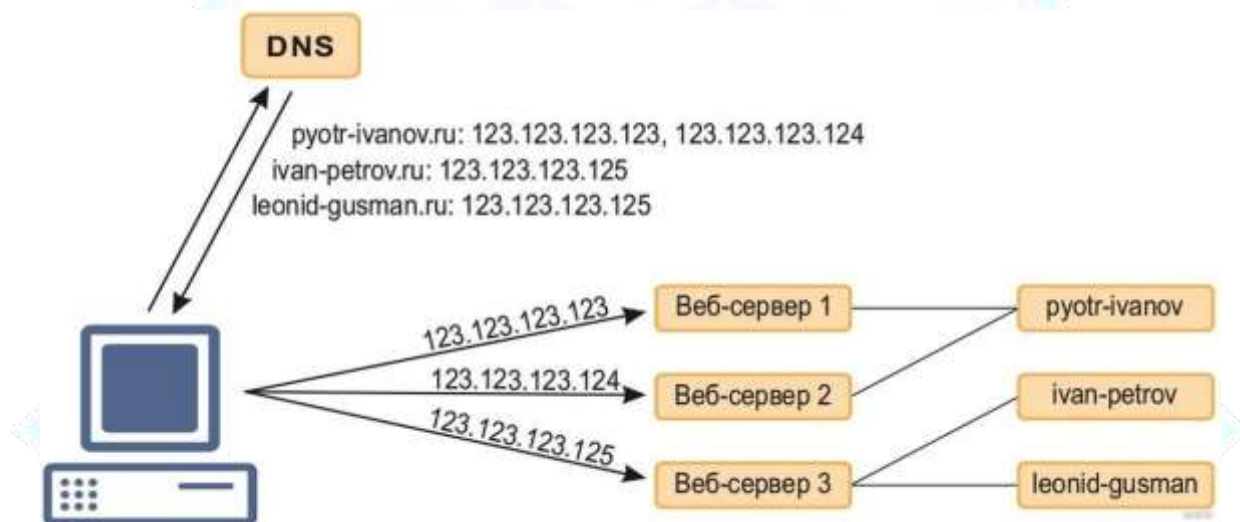 DNS
pyotr-ivanov.ru: 123.123.123.123, 123.123.123.124
ivan-petrov.ru: 123.123.123.125
leonid-gusman.ru: 123.123.123.125
123.123.123.123
Веб-сервер 1
pyotr-ivanov
123.123.123.124
Веб-сервер 2
ivan-petrov
123.123.123.125
Веб-сервер 3
leonid-gusman